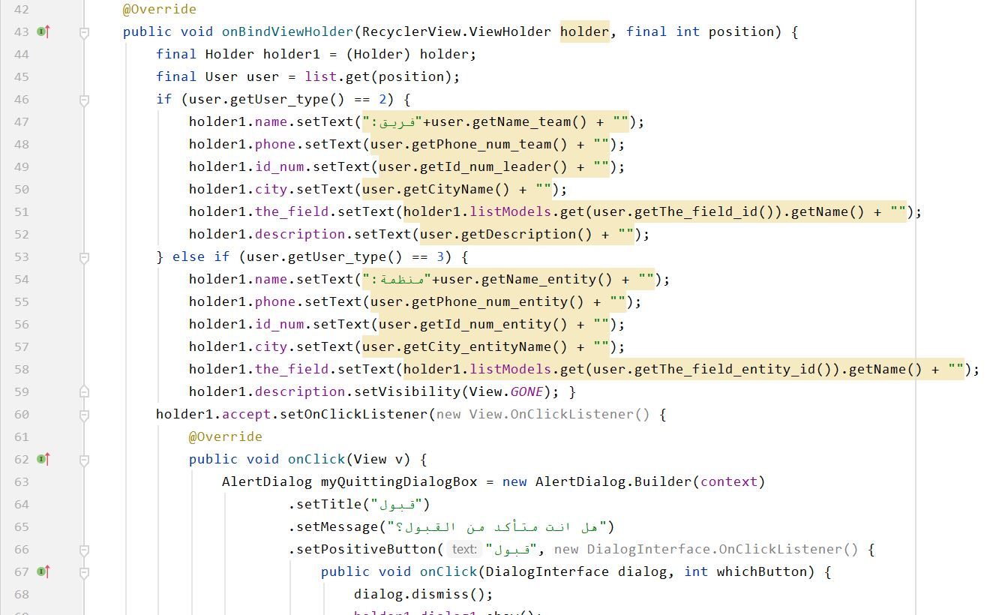 42 @Override
43 public void onBindViewHolder(RecyclerView.ViewHolder holder, final int position) {
44 final Holder holder1 = (Holder) holder;
45 final User user = list.get(position);
46 if (user.getUser_type() == 2) {
47 holder1.name.setText("فريق:"+user.getName_team() + "");
48 holder1.phone.setText(user.getPhone_num_team() + "");
49 holder1.id_num.setText(user.getId_num_leader() + "");
50 holder1.city.setText(user.getCityName() + "");
51 holder1.the_field.setText(holder1.listModels.get(user.getThe_field_id()).getName() + "");
52 holder1.description.setText(user.getDescription() + "");
53 } else if (user.getUser_type() == 3) {
54 holder1.name.setText("منظمة:"+user.getName_entity() + "");
55 holder1.phone.setText(user.getPhone_num_entity() + "");
56 holder1.id_num.setText(user.getId_num_entity() + "");
57 holder1.city.setText(user.getCity_entityName() + "");
58 holder1.the_field.setText(holder1.listModels.get(user.getThe_field_entity_id()).getName() + "");
59 holder1.description.setVisibility(View.GONE); }
60 holder1.accept.setOnClickListener(new View.OnClickListener() {
61 @Override
62 public void onClick(View v) {
63 AlertDialog myQuittingDialogBox = new AlertDialog.Builder(context)
64 .setTitle("قبول")
65 .setMessage("هل انت متأكد من القبول؟")
66 .setPositiveButton( text: "قبول", new DialogInterface.OnClickListener() {
67 public void onClick(DialogInterface dialog, int whichButton) {
68 dialog.dismiss();